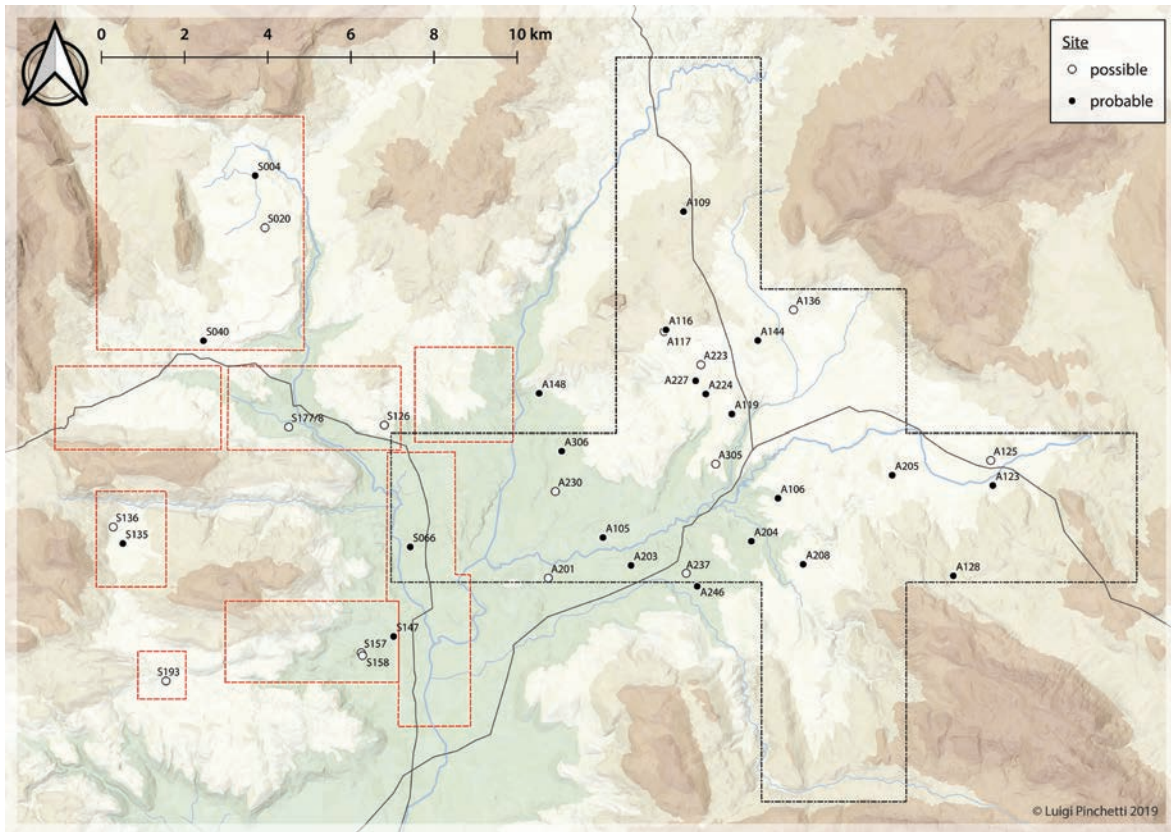 0 2 4 6 8 10 km
Site
possible
probable
S004
S020
A109
A136
S040
A116
A117
A144
A223
A227
A224
A148
A119
S126
S177/8
A306
A305
A125
A230
A205
A123
A106
S136
S135
S066
A105
A204
A203
A208
A237
A201
A128
A246
S147
S157
S158
S193
© Luigi Pinchetti 2019